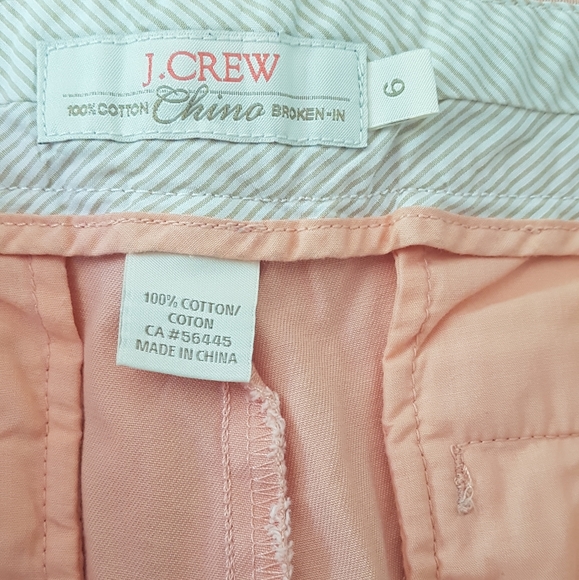 J.CREW
100% COTTON Chino BROKEN-IN
6
100% COTTON/
COTON
CA #56445
MADE IN CHINA